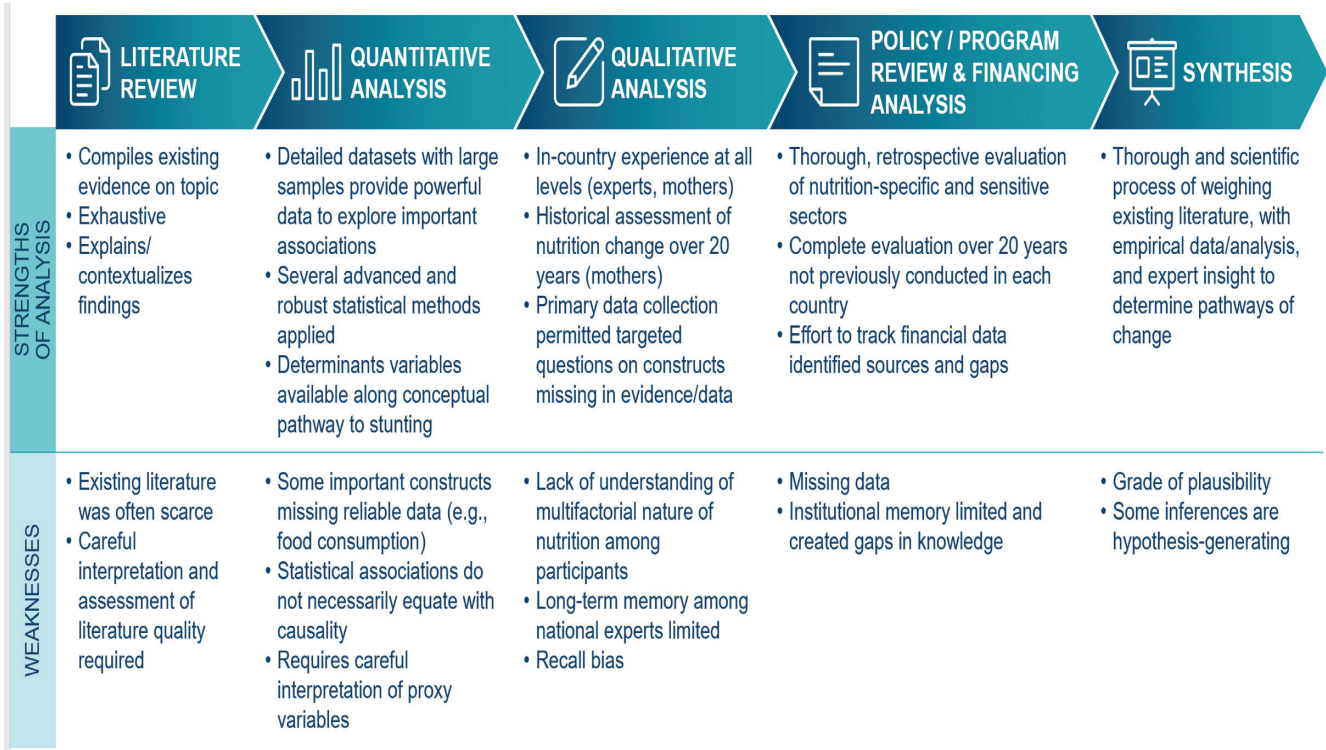 LITERATURE
REVIEW
QUANTITATIVE
ANALYSIS
QUALITATIVE
ANALYSIS
POLICY / PROGRAM
REVIEW & FINANCING
ANALYSIS
SYNTHESIS
STRENGTHS
OF ANALYSIS
• Compiles existing
evidence on topic
• Exhaustive
• Explains/
contextualizes
findings
• Detailed datasets with large
samples provide powerful
data to explore important
associations
• Several advanced and
robust statistical methods
applied
• Determinants variables
available along conceptual
pathway to stunting
• In-country experience at all
levels (experts, mothers)
• Historical assessment of
nutrition change over 20
years (mothers)
• Primary data collection
permitted targeted
questions on constructs
missing in evidence/data
• Thorough, retrospective evaluation
of nutrition-specific and sensitive
sectors
• Complete evaluation over 20 years
not previously conducted in each
country
• Effort to track financial data
identified sources and gaps
• Thorough and scientific
process of weighing
existing literature, with
empirical data/analysis,
and expert insight to
determine pathways of
change
WEAKNESSES
• Existing literature
was often scarce
• Careful
interpretation and
assessment of
literature quality
required
• Some important constructs
missing reliable data (e.g.,
food consumption)
• Statistical associations do
not necessarily equate with
causality
• Requires careful
interpretation of proxy
variables
• Lack of understanding of
multifactorial nature of
nutrition among
participants
• Long-term memory among
national experts limited
• Recall bias
• Missing data
• Institutional memory limited and
created gaps in knowledge
• Grade of plausibility
• Some inferences are
hypothesis-generating